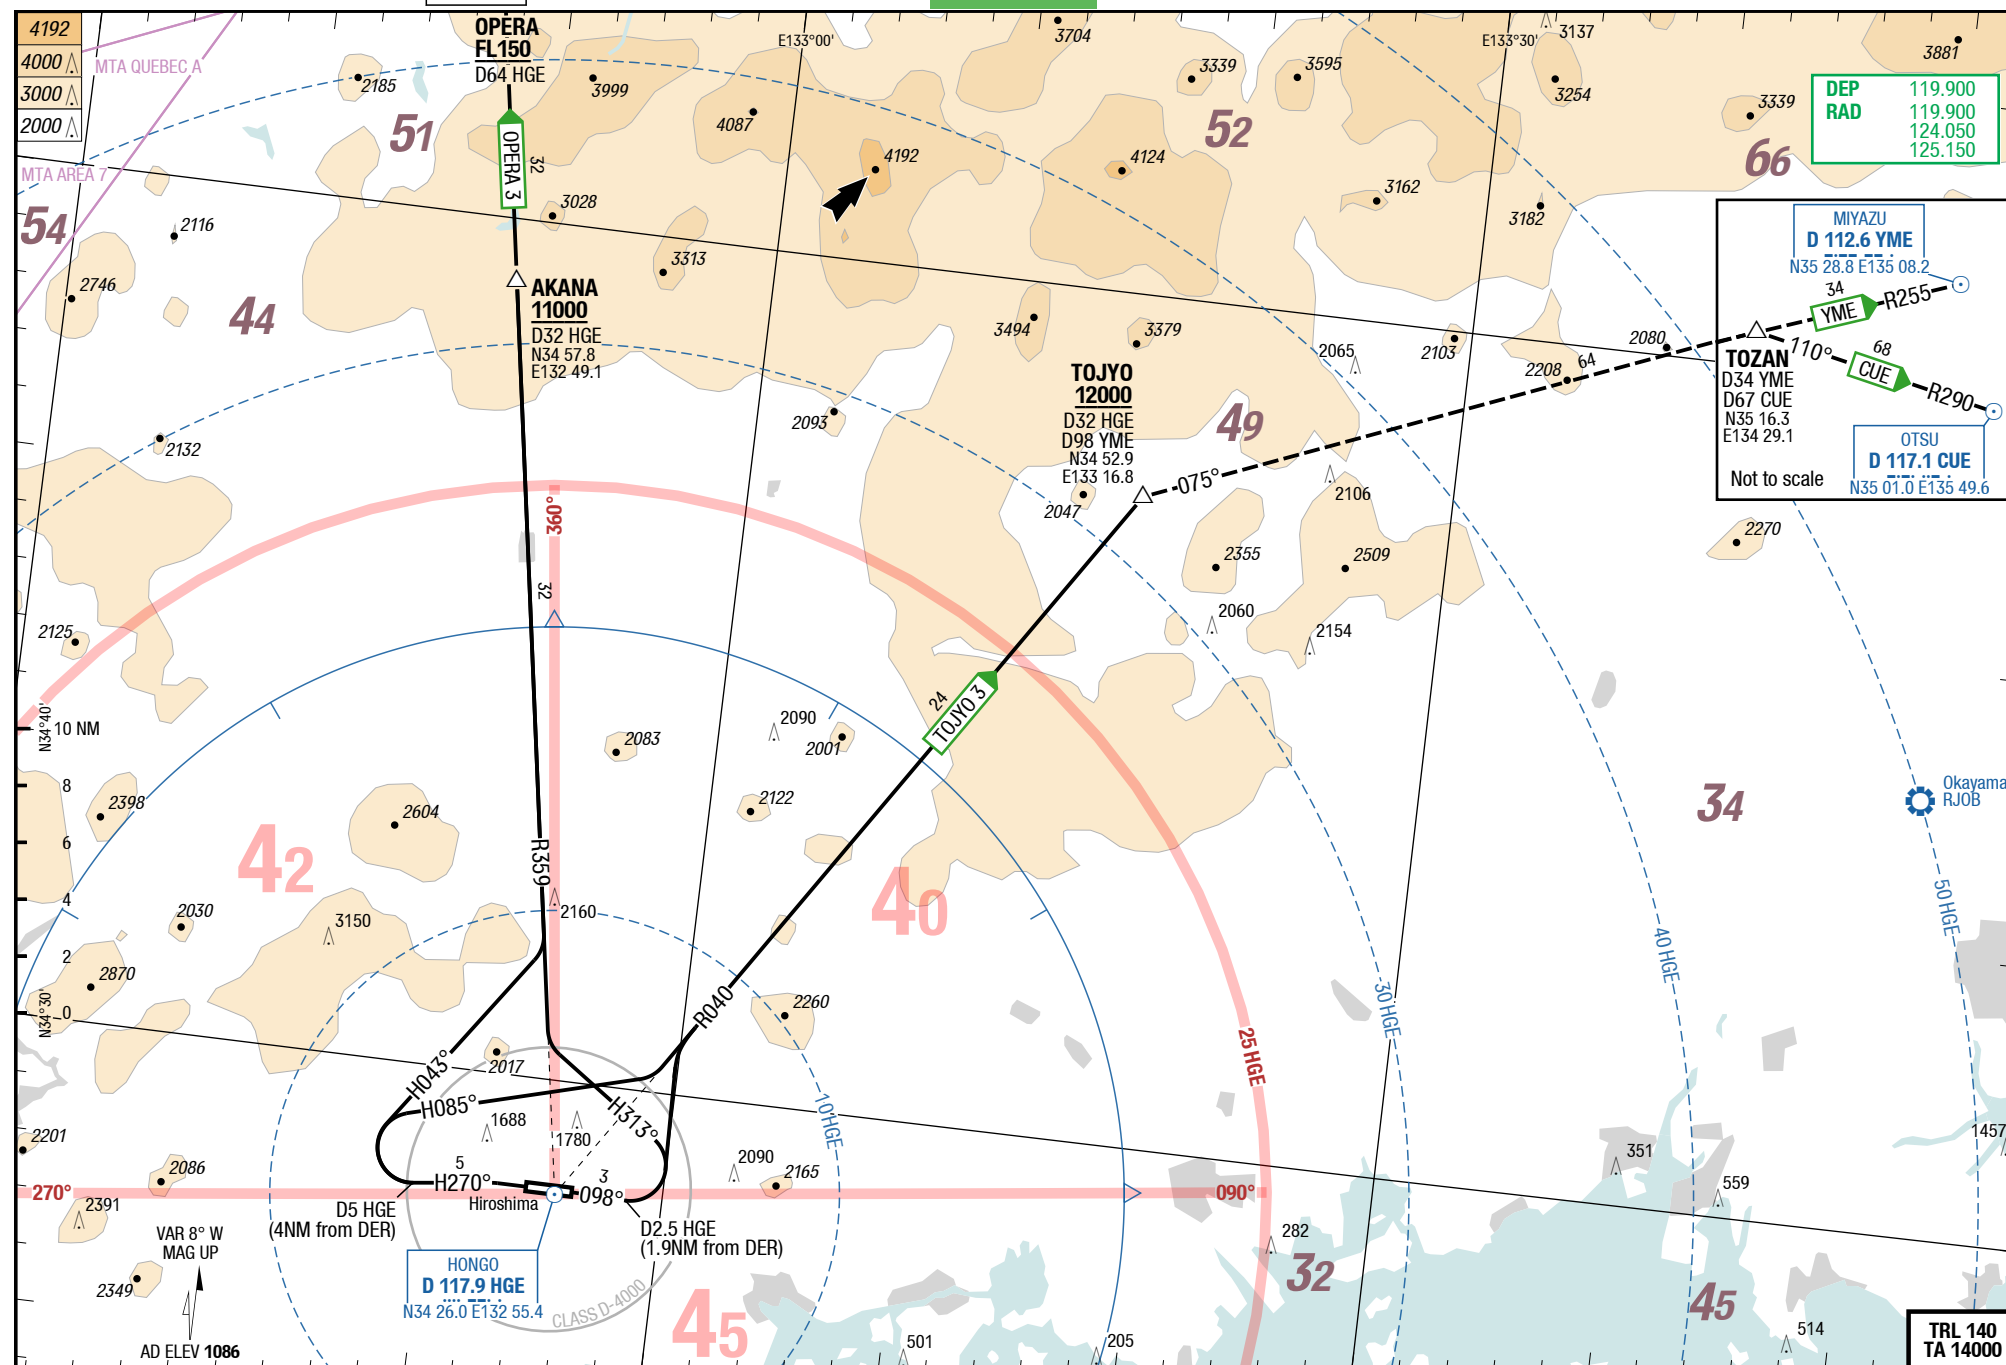 4192
4000
3000
2000
MTA QUEBEC A
MTA AREA 7
OPERA
FL150
D64 HGE
E133°00'
E133°30'
DEP 119.900
RAD 119.900
124.050
125.150
2185
3999
4087
4192
3704
3339
3595
3137
3254
3881
3339
4124
3162
3182
51
52
66
54
44
49
34
42
40
45
32
45
OPERA 3
32
3028
3313
2116
2746
AKANA
11000
D32 HGE
N34 57.8
E132 49.1
3494
3379
2065
2103
2208
64
2080
2093
2132
TOJYO
12000
D32 HGE
D98 YME
N34 52.9
E133 16.8
075°
2047
2106
2355
2509
2060
2154
2270
MIYAZU
D 112.6 YME
N35 28.8 E135 08.2
34
YME
R255
TOZAN
D34 YME
D67 CUE
N35 16.3
E134 29.1
110°
68
CUE
R290
OTSU
D 117.1 CUE
N35 01.0 E135 49.6
Not to scale
360°
32
2125
N34°40'
10 NM
8
6
4
2
0
N34°30'
2083
2090
2001
2122
24
TOJYO 3
2398
2604
2030
3150
2870
R359
2160
2260
R040
Okayama
RJOB
50 HGE
40 HGE
30 HGE
25 HGE
10 HGE
H043°
2017
H085°
H313°
1688
1780
2201
2086
2391
2349
270°
5
H270°
Hiroshima
3
098°
2090
2165
090°
D5 HGE
(4NM from DER)
D2.5 HGE
(1.9NM from DER)
VAR 8° W
MAG UP
HONGO
D 117.9 HGE
N34 26.0 E132 55.4
CLASS D-4000
AD ELEV 1086
351
559
1457
282
501
205
514
TRL 140
TA 14000